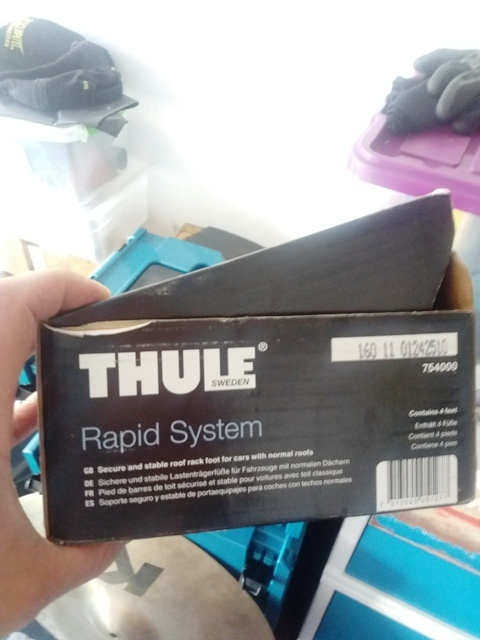 THULE®
SWEDEN
160 11 01242510
754000
Rapid System
Contains 4 feet
Enthält 4 Füße
Contient 4 pieds
Contiene 4 pies
GB Secure and stable roof rack foot for cars with normal roofs
DE Sichere und stabile Lastenträgerfüße für Fahrzeuge mit normalen Dächern
FR Pied de barres de toit sécurisé et stable pour voitures avec toit classique
ES Soporte seguro y estable de portaequipajes para coches con techos normales